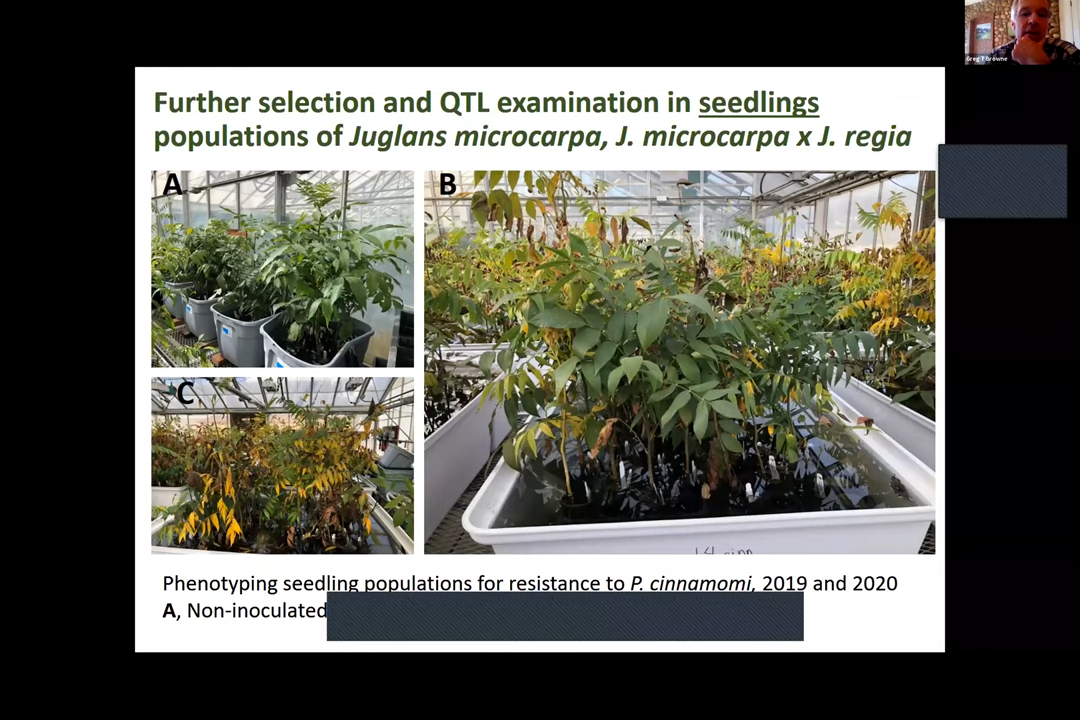 Greg T Browne
Further selection and QTL examination in seedlings
populations of Juglans microcarpa, J. microcarpa x J. regia
A
B
C
Phenotyping seedling populations for resistance to P. cinnamomi, 2019 and 2020
A, Non-inoculated